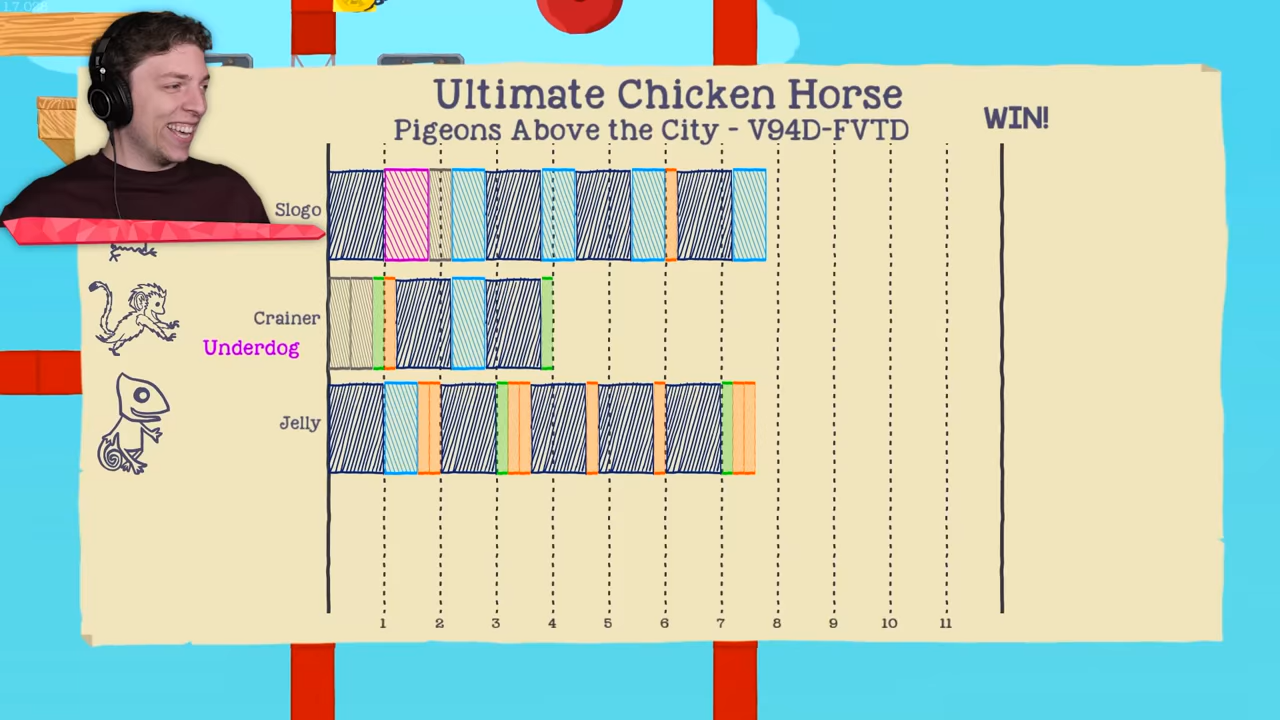 Ultimate Chicken Horse
Pigeons Above the City - V94D-FVTD
WIN!
Slogo
Crainer
Underdog
Jelly
1 2 3 4 5 6 7 8 9 10 11